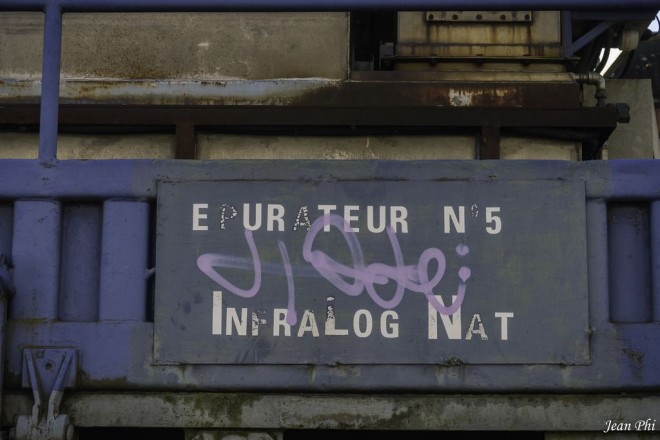 EPURATEUR N°5
INFRALOG NAT
Jean Phi